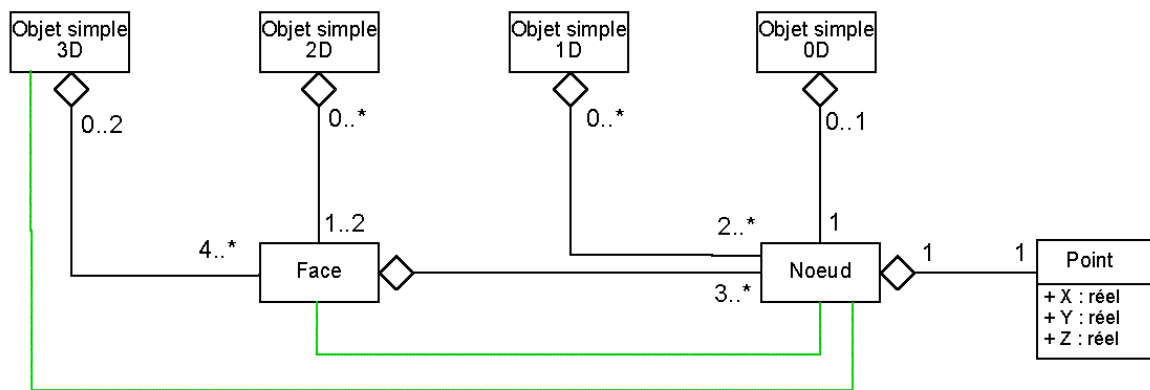 Objet simple
3D
Objet simple
2D
Objet simple
1D
Objet simple
0D
0..2
0..*
0..*
0..1
4..*
1..2
2..*
1
Face
3..*
Noeud
1
1
Point
+ X : réel
+ Y : réel
+ Z : réel